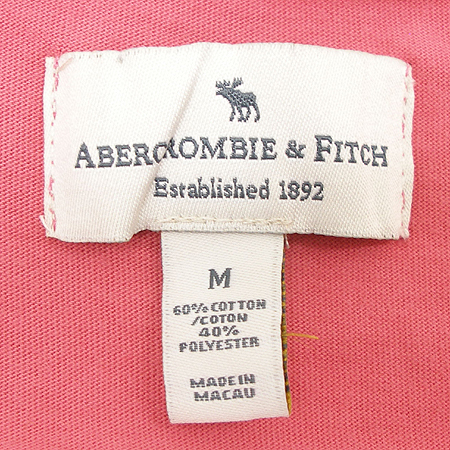 ABERCROMBIE & FITCH
Established 1892
M
60% COTTON
/COTON
40%
POLYESTER
MADE IN
MACAU